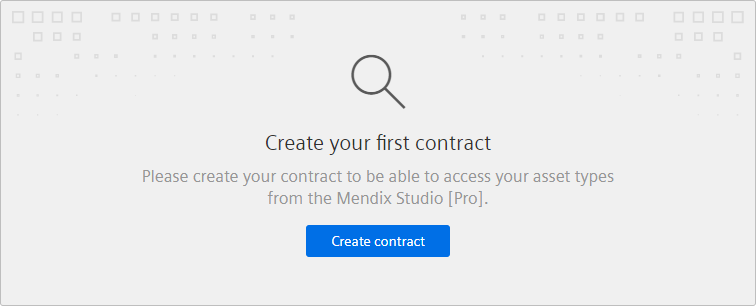 Create your first contract
Please create your contract to be able to access your asset types
from the Mendix Studio [Pro].
Create contract